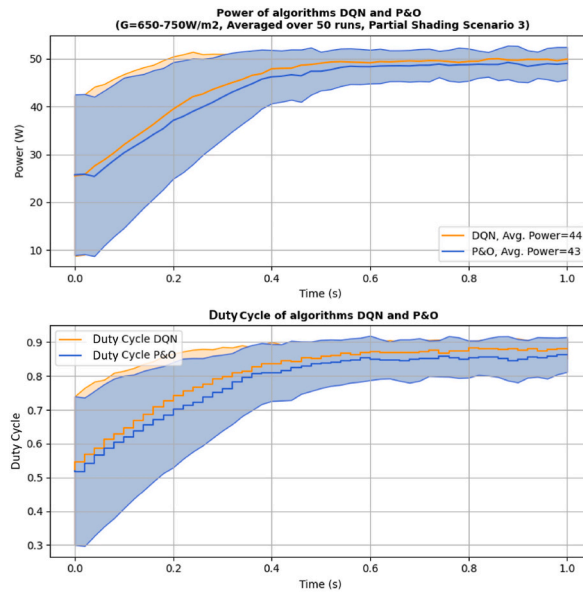 Power of algorithms DQN and P&O
(G=650-750W/m2, Averaged over 50 runs, Partial Shading Scenario 3)
50
40
30
20
10
Power (W)
DQN, Avg. Power=44
P&O, Avg. Power=43
0.0 0.2 0.4 0.6 0.8 1.0
Time (s)
Duty Cycle of algorithms DQN and P&O
Duty Cycle DQN
Duty Cycle P&O
0.9
0.8
0.7
0.6
0.5
0.4
0.3
Duty Cycle
0.0 0.2 0.4 0.6 0.8 1.0
Time (s)